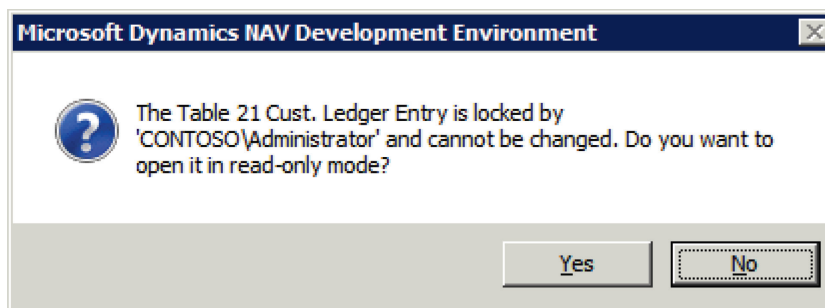 Microsoft Dynamics NAV Development Environment
The Table 21 Cust. Ledger Entry is locked by
'CONTOSO\Administrator' and cannot be changed. Do you want to
open it in read-only mode?
Yes
No